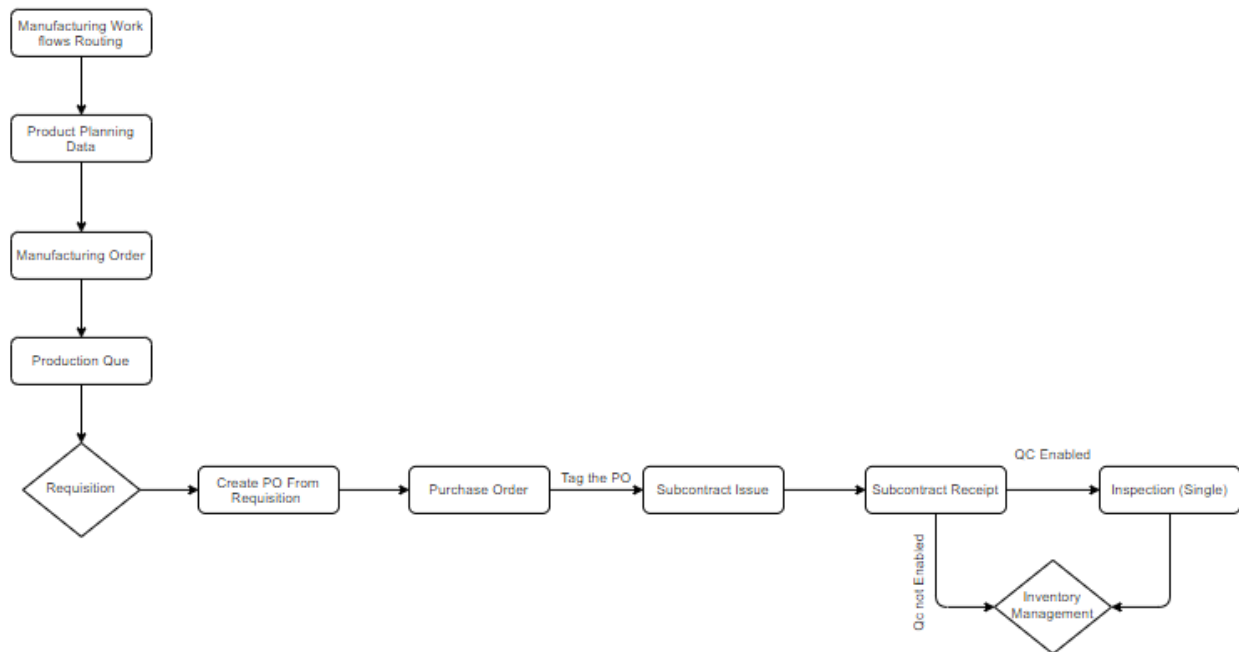 Manufacturing Work
flows Routing
Product Planning
Data
Manufacturing Order
Production Que
Requisition
Create PO From
Requisition
Purchase Order
Tag the PO
Subcontract Issue
Subcontract Receipt
QC Enabled
Inspection (Single)
Qc not Enabled
Inventory
Management